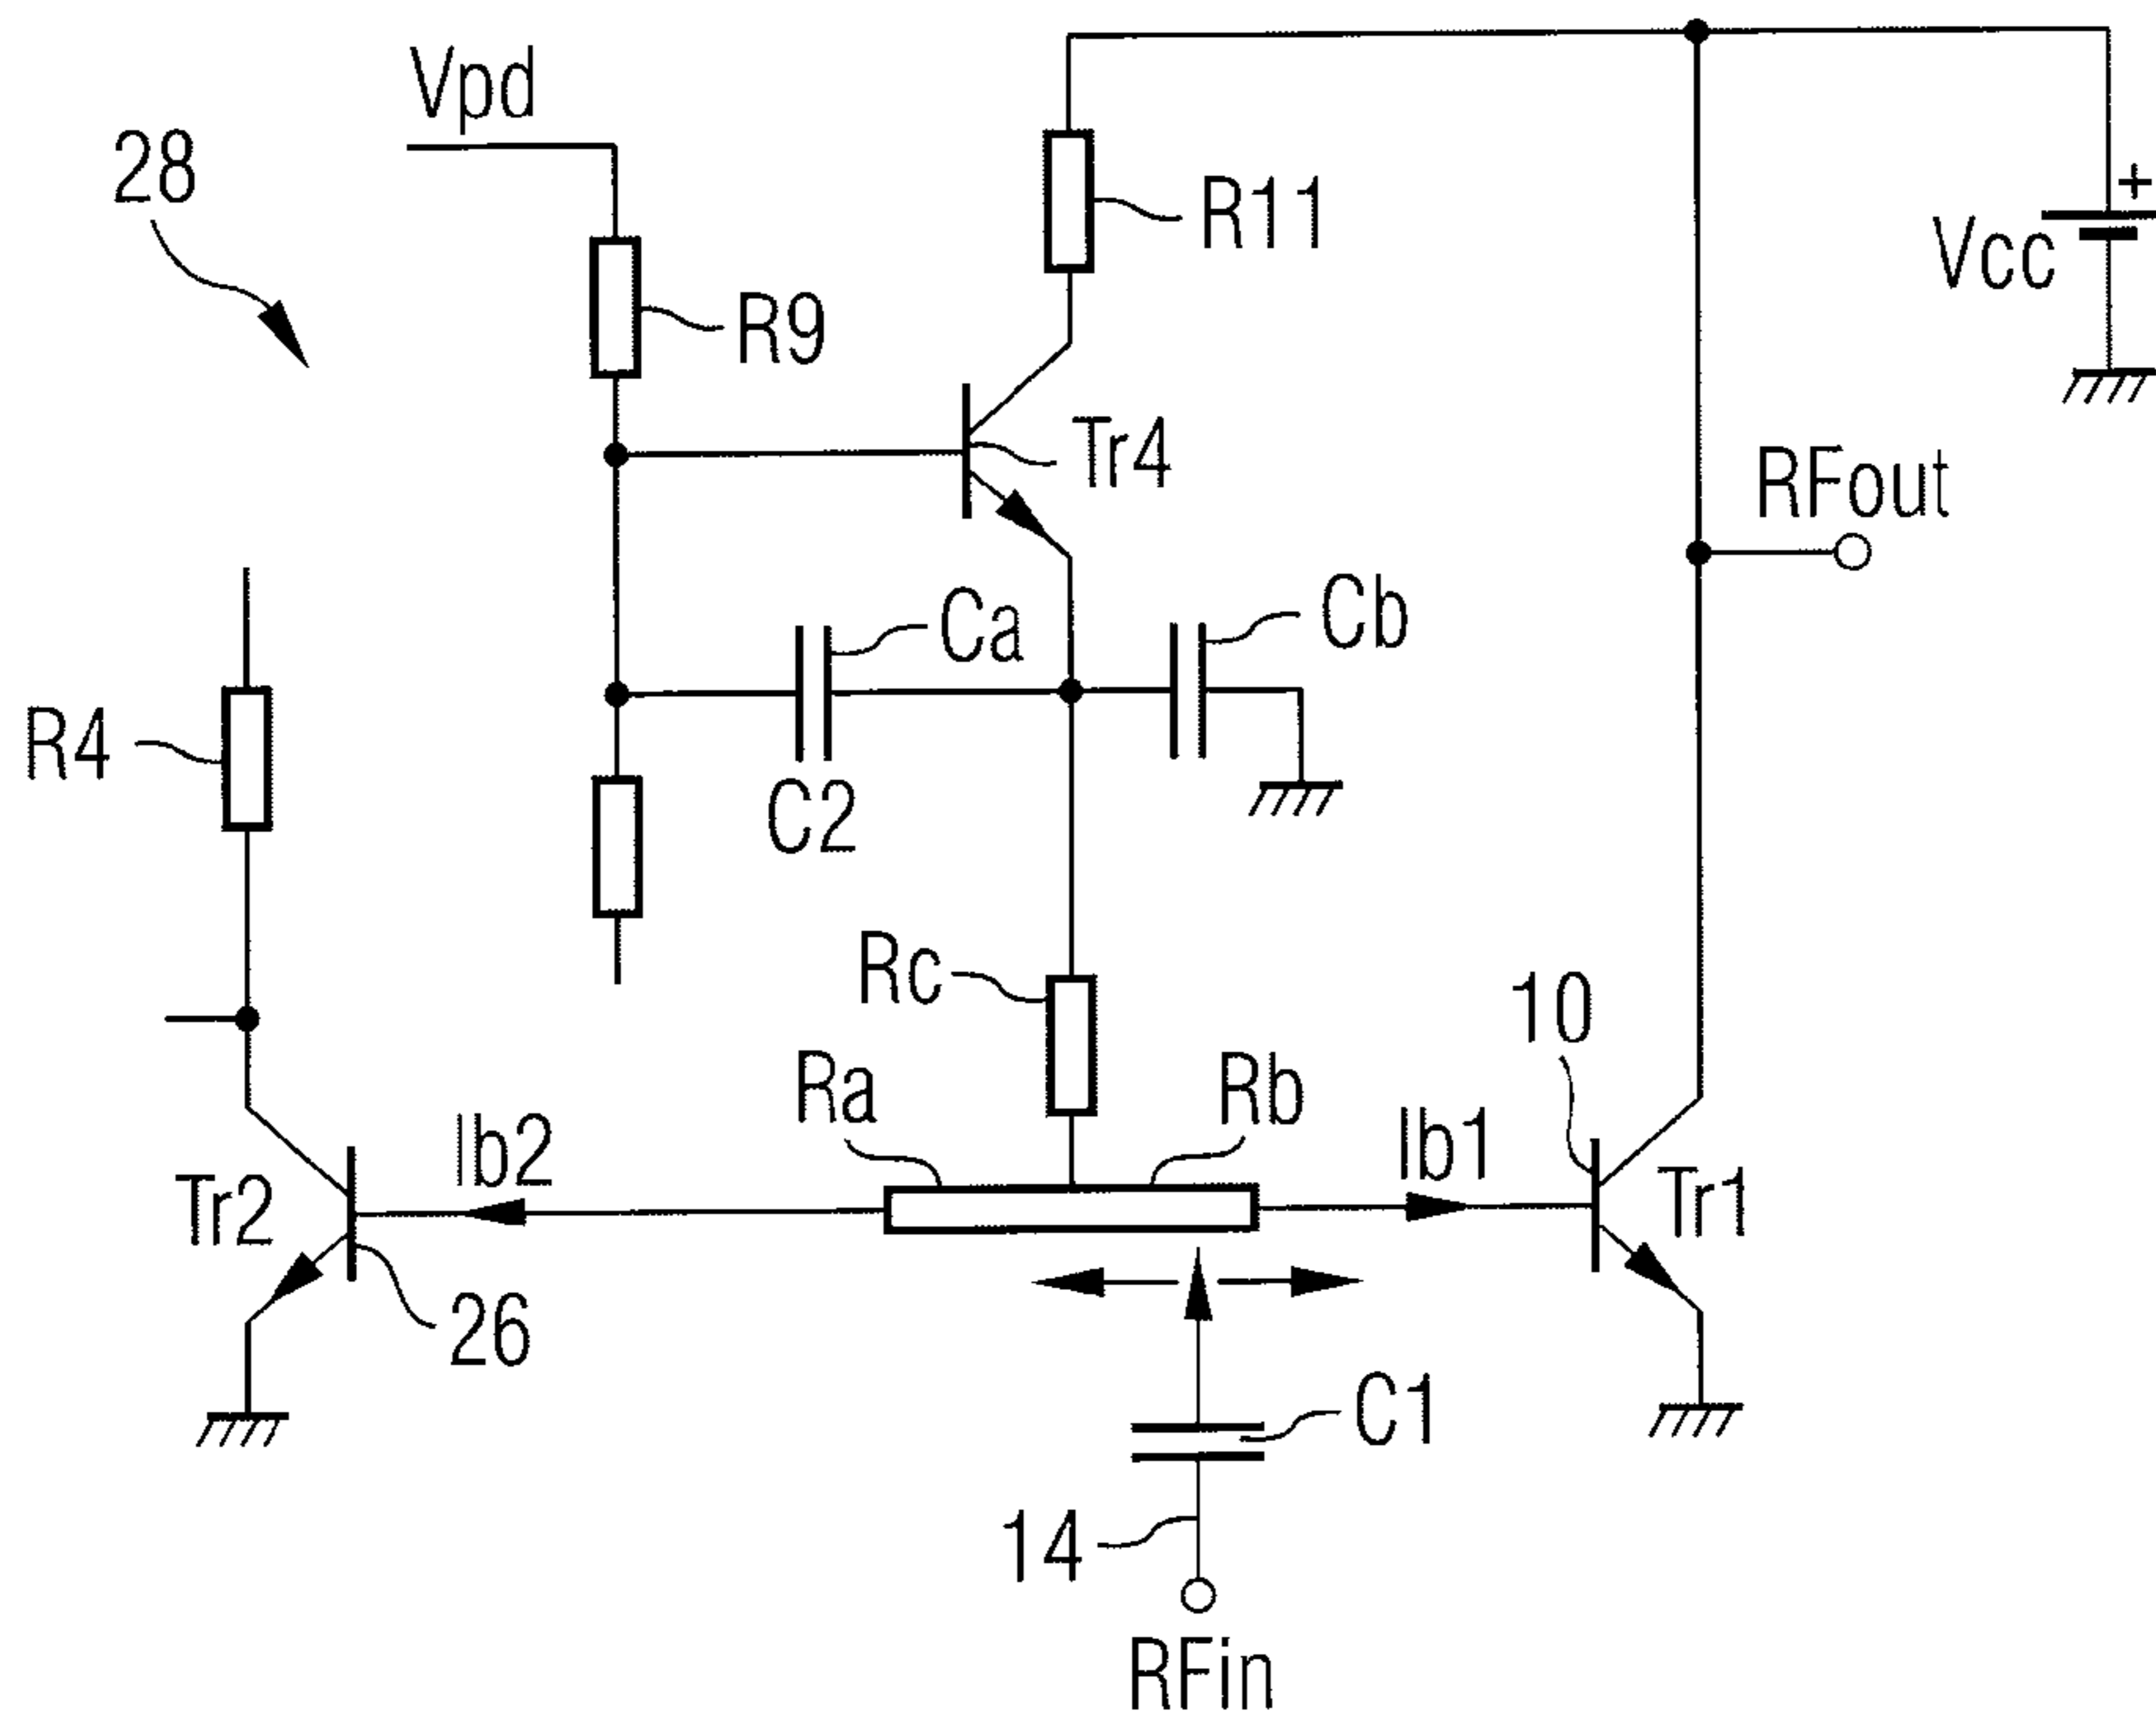 Vpd
28
R11
+
Vcc
R9
Tr4
RFout
Ca
Cb
R4
C2
Rc
10
Ra
Rb
Ib2
Ib1
Tr2
Tr1
26
C1
14
RFin